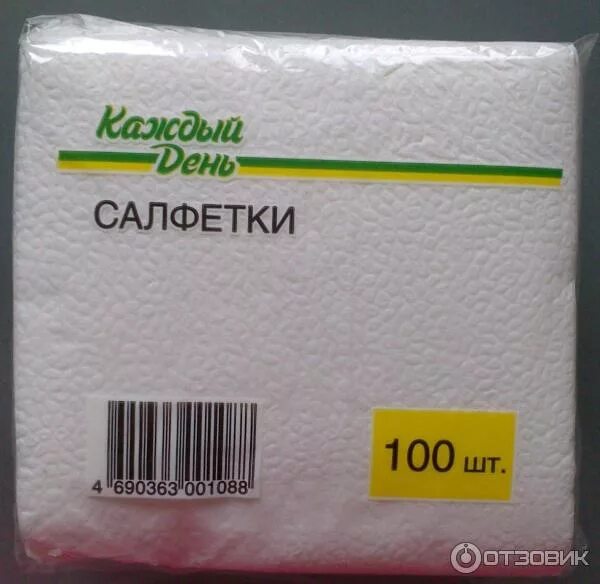 Каждый
День
САЛФЕТКИ
100 шт.
4 690363 001088
ОТЗОВИК